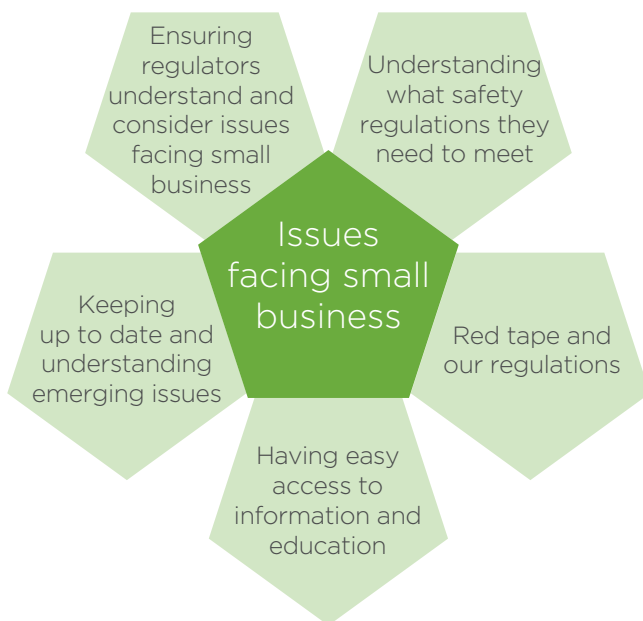 Ensuring
regulators
understand and
consider issues
facing small
business
Understanding
what safety
regulations they
need to meet
Issues
facing small
business
Keeping
up to date and
understanding
emerging issues
Red tape and
our regulations
Having easy
access to
information and
education